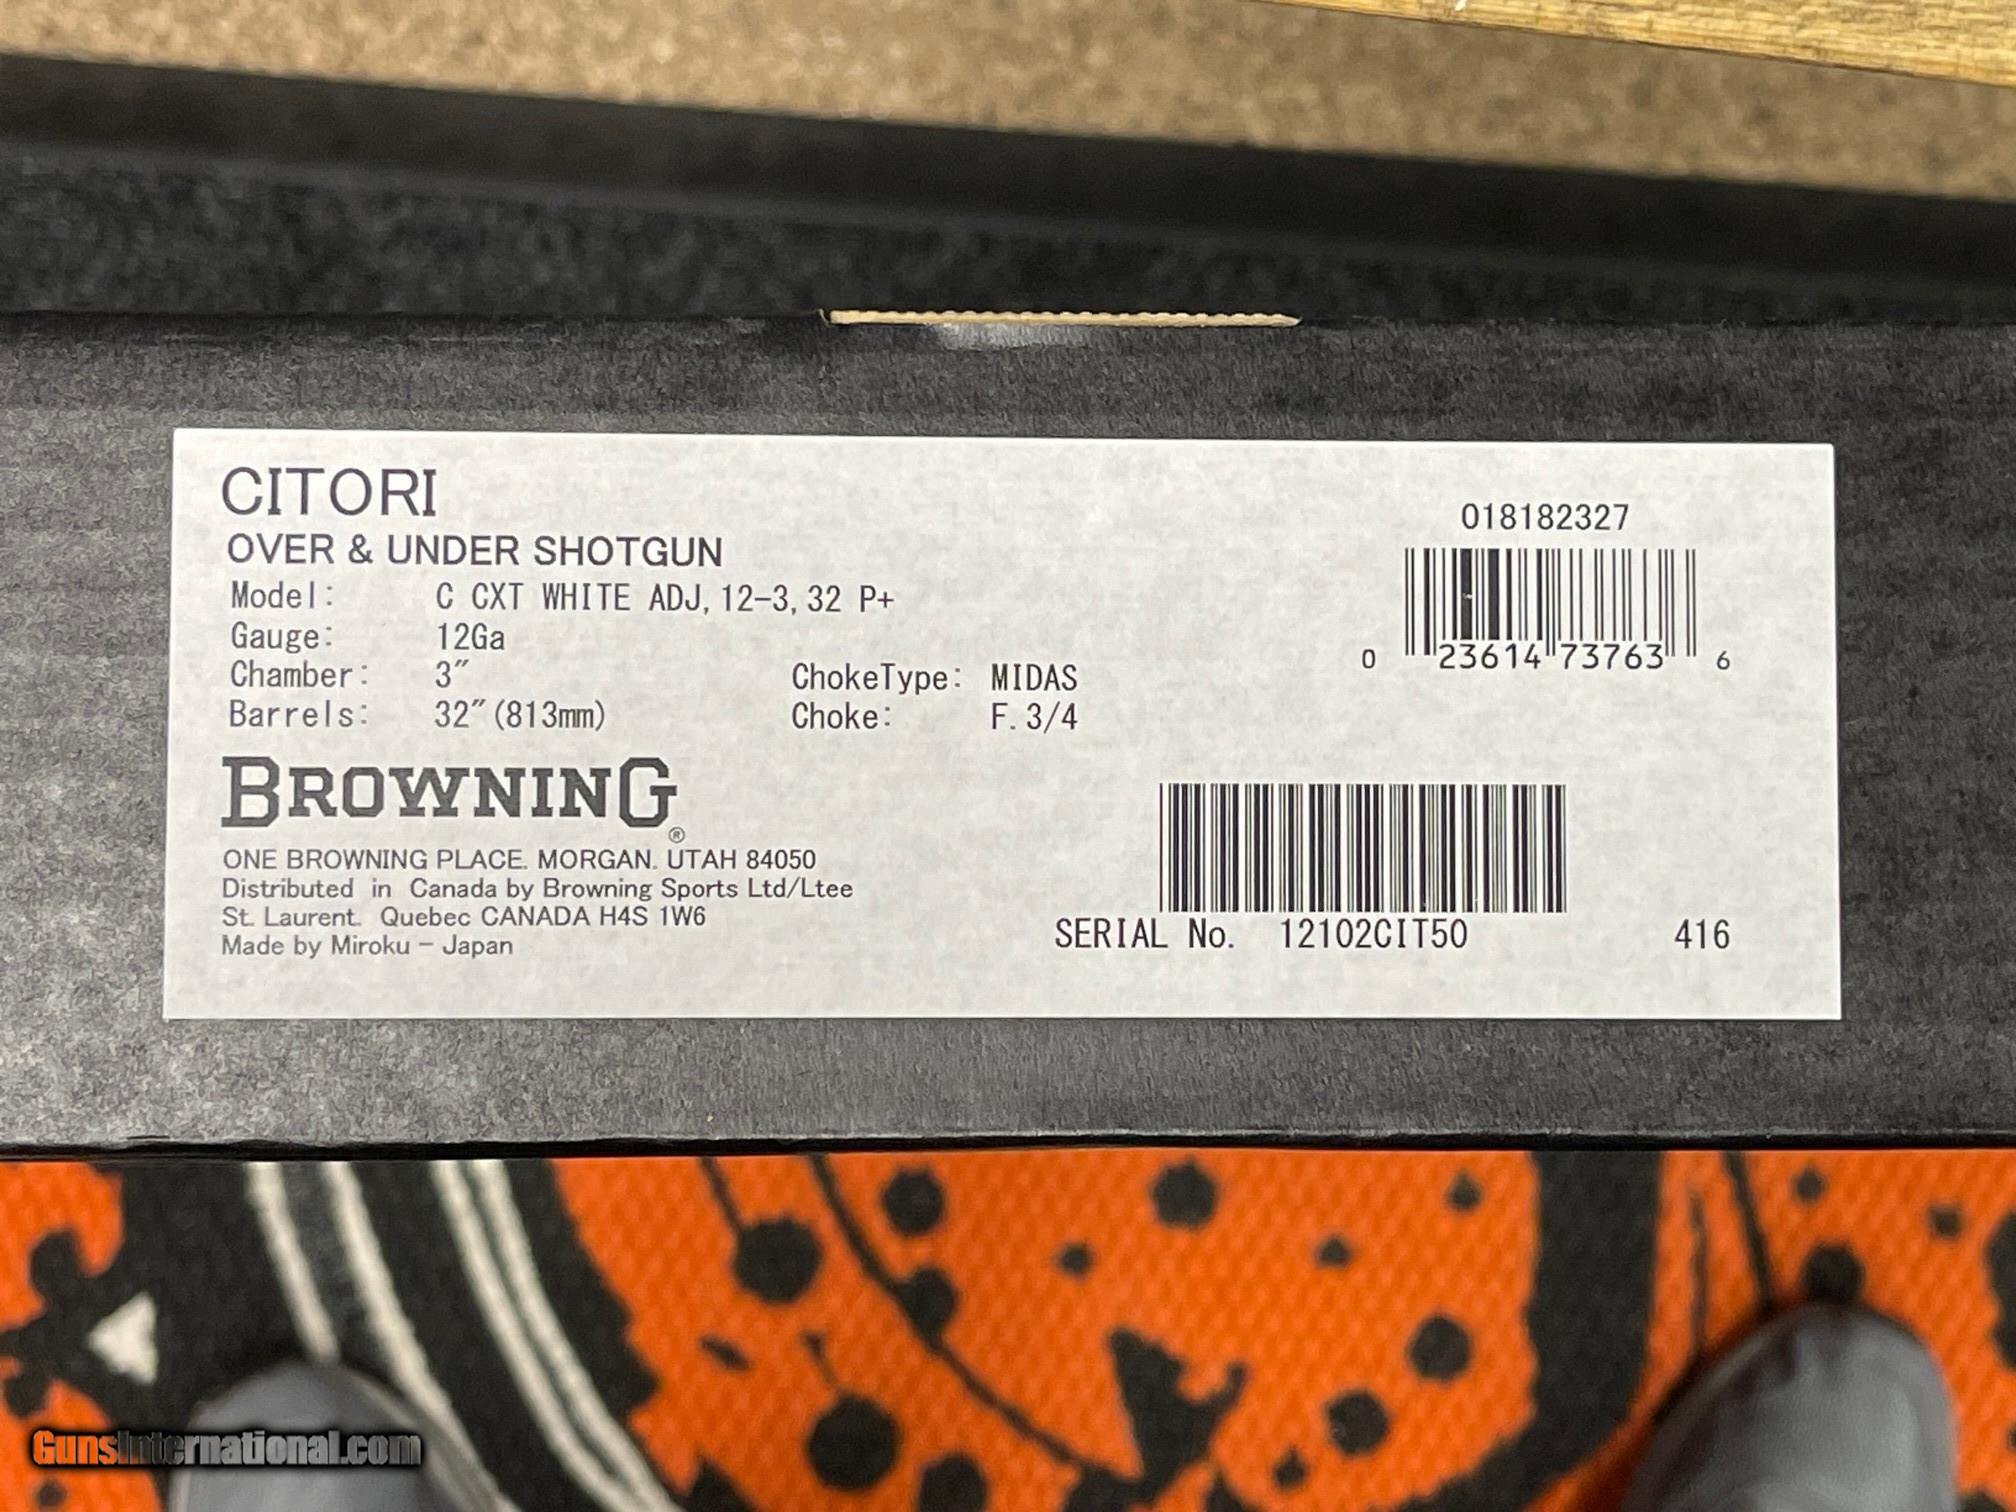 CITORI
OVER & UNDER SHOTGUN
Model: C CXT WHITE ADJ, 12-3, 32 P+
Gauge: 12Ga
Chamber: 3"
Barrels: 32"(813mm)
ChokeType: MIDAS
Choke: F. 3/4
018182327
0 23614 73763 6
BROWNING®
ONE BROWNING PLACE. MORGAN. UTAH 84050
Distributed in Canada by Browning Sports Ltd/Ltee
St. Laurent. Quebec CANADA H4S 1W6
Made by Miroku - Japan
SERIAL No. 12102CIT50 416
GunsInternational.com